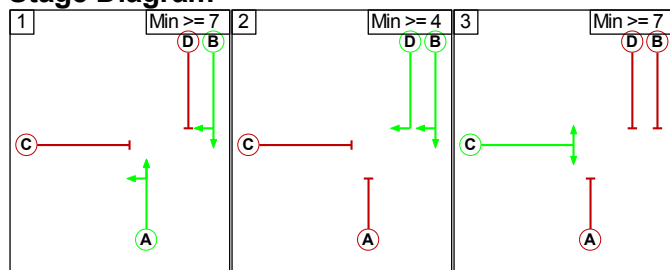 Stage Diagram
1 Min >= 7 2 Min >= 4 3 Min >= 7
D B D B D B
C C C
A A A